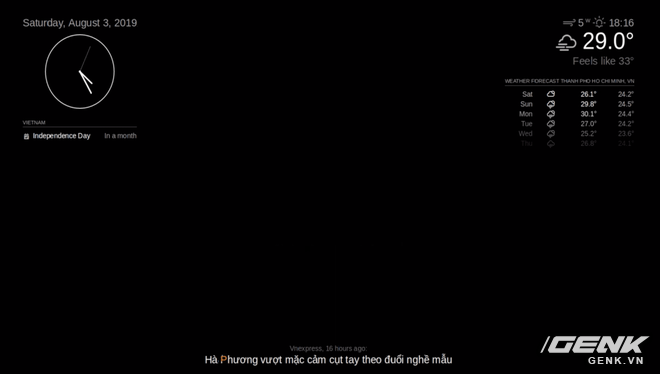 Saturday, August 3, 2019
VIETNAM
Independence Day In a month
5 W 18:16
29.0°
Feels like 33°
WEATHER FORECAST THANH PHO HO CHI MINH, VN
Sat 26.1° 24.2°
Sun 29.8° 24.5°
Mon 30.1° 24.4°
Tue 27.0° 24.2°
Wed 25.2° 23.6°
Thu 26.8° 24.1°
Vnexpress, 16 hours ago:
Hà Phương vượt mặc cảm cụt tay theo đuổi nghề mẫu
GENK
GENK.VN